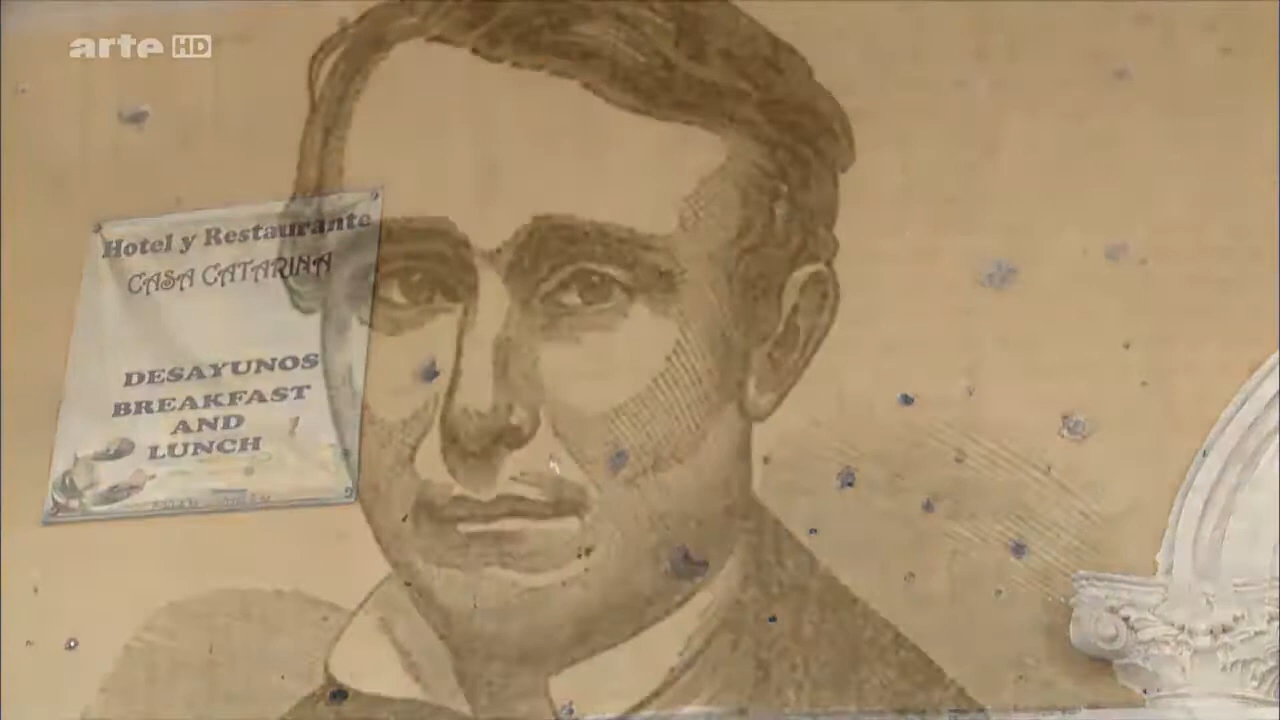 arte HD
Hotel y Restaurante
CASA CATARINA
DESAYUNOS
BREAKFAST
AND
LUNCH